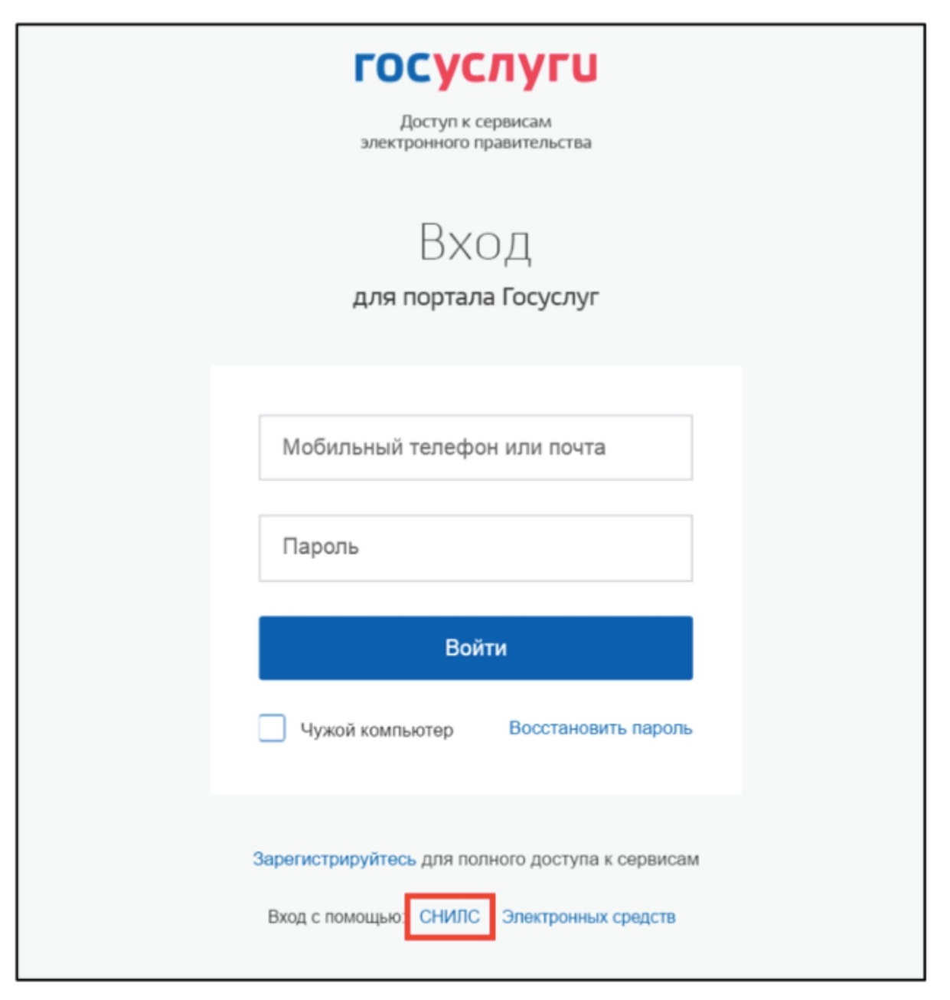 госуслуги
Доступ к сервисам
электронного правительства
Вход
для портала Госуслуг
Мобильный телефон или почта
Пароль
Войти
Чужой компьютер Восстановить пароль
Зарегистрируйтесь для полного доступа к сервисам
Вход с помощью: СНИЛС Электронных средств